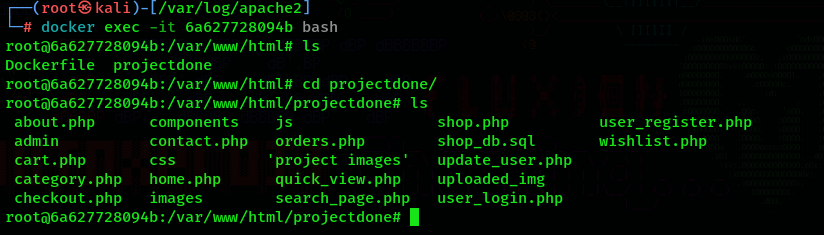 ┌──(root㉿kali)-[/var/log/apache2]
└─# docker exec -it 6a627728094b bash
root@6a627728094b:/var/www/html# ls
Dockerfile  projectdone
root@6a627728094b:/var/www/html# cd projectdone/
root@6a627728094b:/var/www/html/projectdone# ls
 about.php      components    js                shop.php          user_register.php
 admin          contact.php   orders.php        shop_db.sql       wishlist.php
 cart.php       css          'project images'   update_user.php
 category.php   home.php      quick_view.php    uploaded_img
 checkout.php   images        search_page.php   user_login.php
root@6a627728094b:/var/www/html/projectdone#